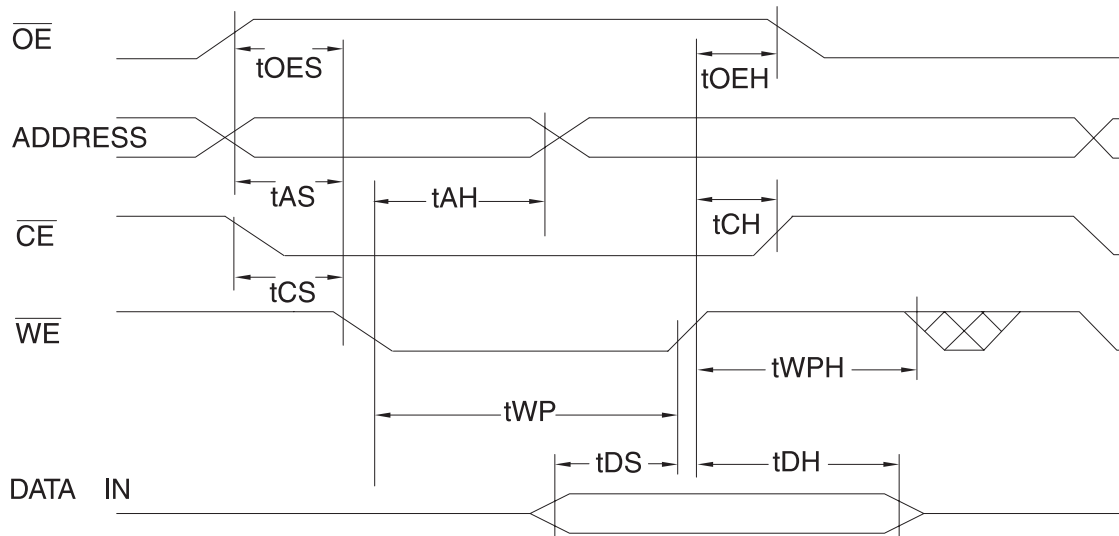 OE
tOES
tOEH
ADDRESS
tAS
tAH
tCH
CE
tCS
WE
tWPH
tWP
tDS
tDH
DATA IN